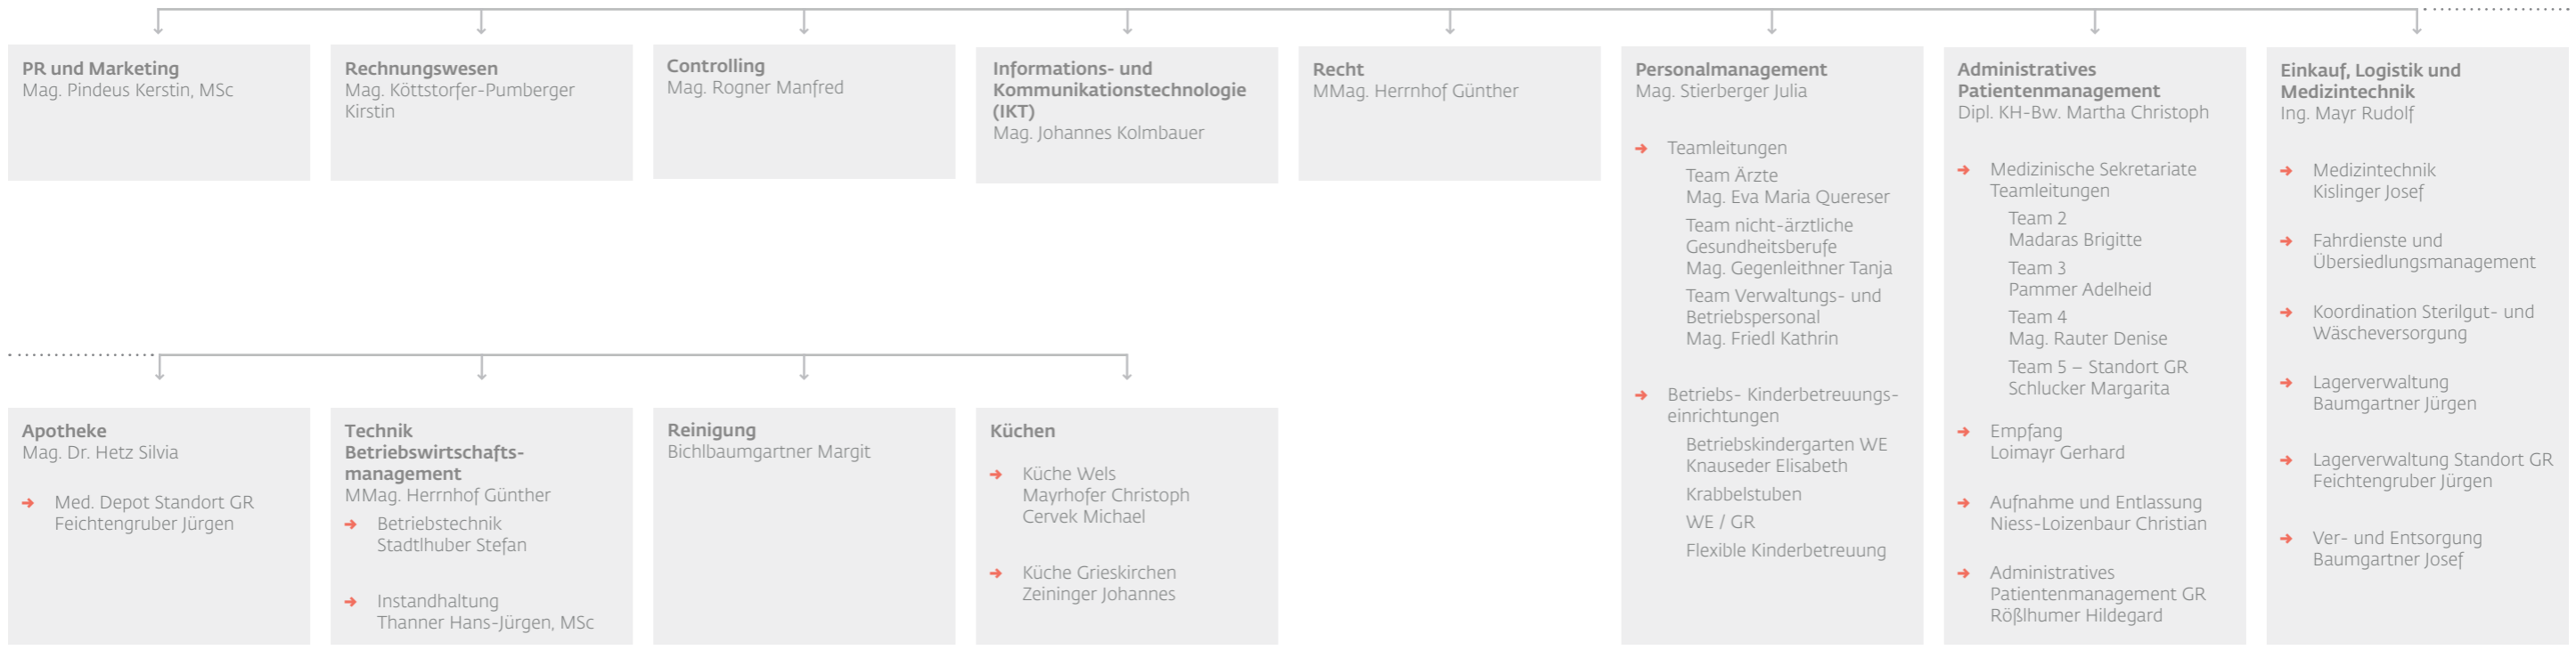 PR und Marketing
Mag. Pindeus Kerstin, MSc
Rechnungswesen
Mag. Köttstorfer-Pumberger
Kirstin
Controlling
Mag. Rogner Manfred
Informations- und
Kommunikationstechnologie
(IKT)
Mag. Johannes Kolmbauer
Recht
MMag. Herrnhof Günther
Personalmanagement
Mag. Stierberger Julia
Teamleitungen
Team Ärzte
Mag. Eva Maria Quereser
Team nicht-ärztliche
Gesundheitsberufe
Mag. Gegenleithner Tanja
Team Verwaltungs- und
Betriebspersonal
Mag. Friedl Kathrin
Betriebs- Kinderbetreuungs-
einrichtungen
Betriebskindergarten WE
Knauseder Elisabeth
Krabbelstuben
WE / GR
Flexible Kinderbetreuung
Administratives
Patientenmanagement
Dipl. KH-Bw. Martha Christoph
Medizinische Sekretariate
Teamleitungen
Team 2
Madaras Brigitte
Team 3
Pammer Adelheid
Team 4
Mag. Rauter Denise
Team 5 – Standort GR
Schlucker Margarita
Empfang
Loimayr Gerhard
Aufnahme und Entlassung
Niess-Loizenbaur Christian
Administratives
Patientenmanagement GR
Rößlhumer Hildegard
Einkauf, Logistik und
Medizintechnik
Ing. Mayr Rudolf
Medizintechnik
Kislinger Josef
Fahrdienste und
Übersiedlungsmanagement
Koordination Sterilgut- und
Wäscheversorgung
Lagerverwaltung
Baumgartner Jürgen
Lagerverwaltung Standort GR
Feichtengruber Jürgen
Ver- und Entsorgung
Baumgartner Josef
Apotheke
Mag. Dr. Hetz Silvia
Med. Depot Standort GR
Feichtengruber Jürgen
Technik
Betriebswirtschafts-
management
MMag. Herrnhof Günther
Betriebstechnik
Stadtlhuber Stefan
Instandhaltung
Thanner Hans-Jürgen, MSc
Reinigung
Bichlbaumgartner Margit
Küchen
Küche Wels
Mayrhofer Christoph
Cervek Michael
Küche Grieskirchen
Zeininger Johannes